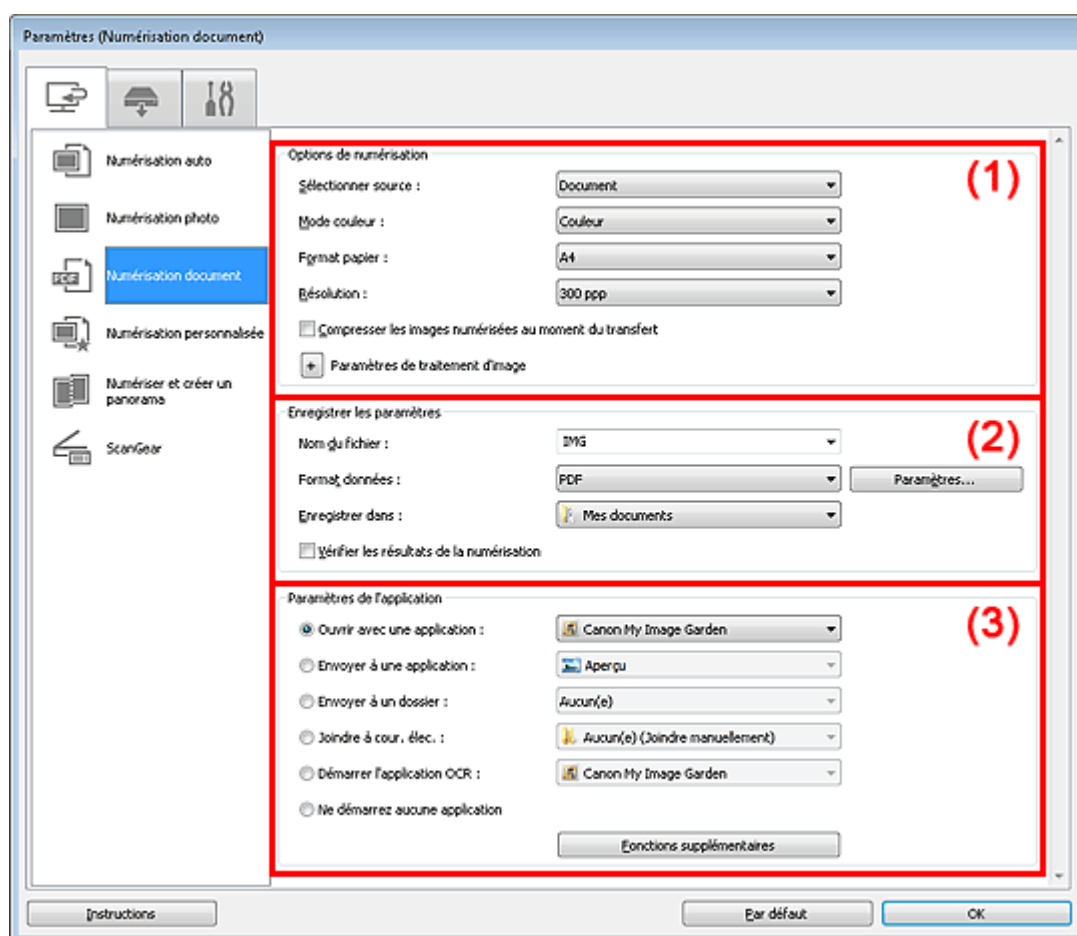 Paramètres (Numérisation document)
Numérisation auto
Numérisation photo
PDF
Numérisation document
Numérisation personnalisée
Numériser et créer un
panorama
ScanGear
Options de numérisation
(1)
Sélectionner source : Document
Mode couleur : Couleur
Format papier : A4
Résolution : 300 ppp
Compresser les images numérisées au moment du transfert
+ Paramètres de traitement d'image
Enregistrer les paramètres
(2)
Nom du fichier : IMG
Format données : PDF Paramètres...
Enregistrer dans : Mes documents
Vérifier les résultats de la numérisation
Paramètres de l'application
(3)
Ouvrir avec une application : Canon My Image Garden
Envoyer à une application : Aperçu
Envoyer à un dossier : Aucun(e)
Joindre à cour. élec. : Aucun(e) (Joindre manuellement)
Démarrer l'application OCR : Canon My Image Garden
Ne démarrez aucune application
Fonctions supplémentaires
Instructions Par défaut OK